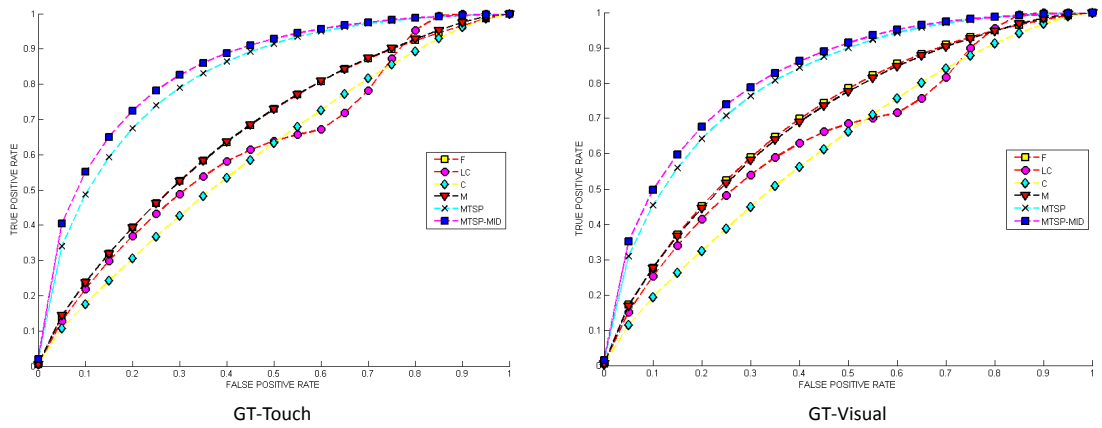 1
0.9
0.8
0.7
0.6
0.5
0.4
0.3
0.2
0.1
0
TRUE POSITIVE RATE
0 0.1 0.2 0.3 0.4 0.5 0.6 0.7 0.8 0.9 1
FALSE POSITIVE RATE
F
LC
C
M
MTSP
MTSP-MID
GT-Touch
1
0.9
0.8
0.7
0.6
0.5
0.4
0.3
0.2
0.1
0
TRUE POSITIVE RATE
0 0.1 0.2 0.3 0.4 0.5 0.6 0.7 0.8 0.9 1
FALSE POSITIVE RATE
F
LC
C
M
MTSP
MTSP-MID
GT-Visual